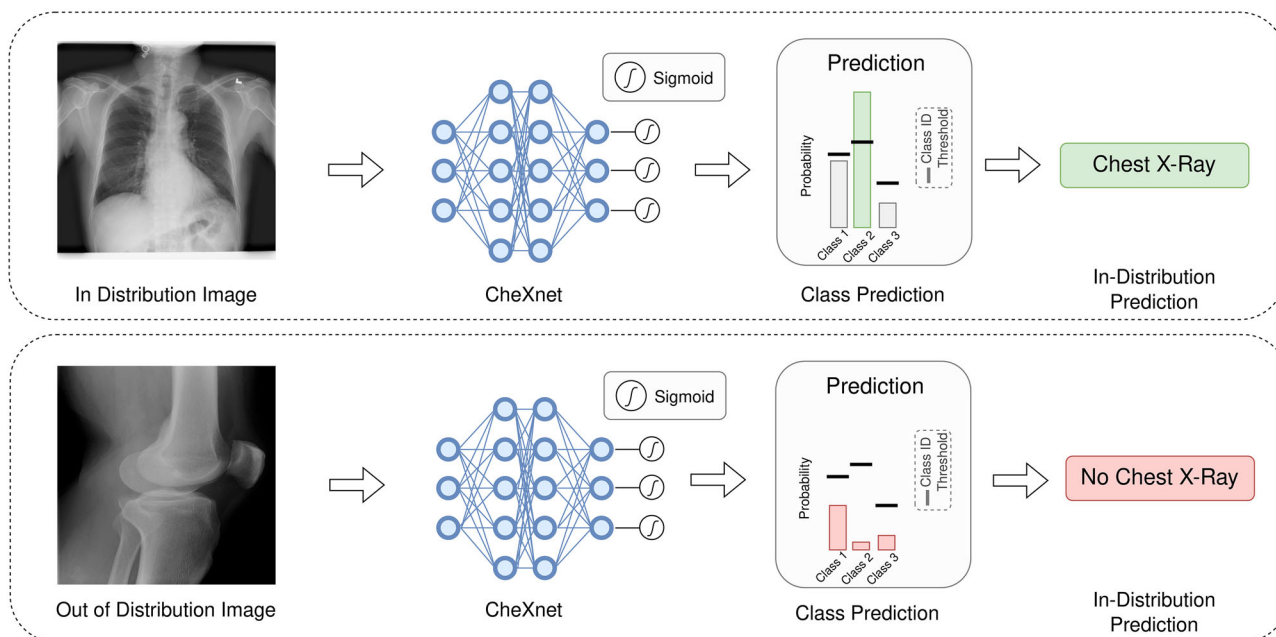 Sigmoid
Prediction
Probability
Class ID
Threshold
Class 1
Class 2
Class 3
Chest X-Ray
In Distribution Image
CheXnet
Class Prediction
In-Distribution
Prediction
Sigmoid
Prediction
Probability
Class ID
Threshold
Class 1
Class 2
Class 3
No Chest X-Ray
Out of Distribution Image
CheXnet
Class Prediction
In-Distribution
Prediction